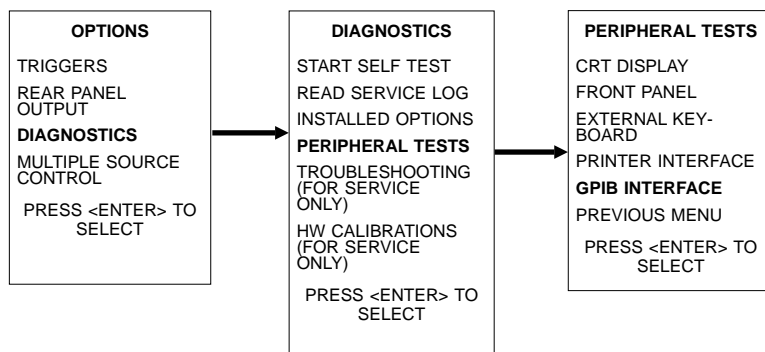 OPTIONS
TRIGGERS
REAR PANEL
OUTPUT
DIAGNOSTICS
MULTIPLE SOURCE
CONTROL
PRESS <ENTER> TO
SELECT
DIAGNOSTICS
START SELF TEST
READ SERVICE LOG
INSTALLED OPTIONS
PERIPHERAL TESTS
TROUBLESHOOTING
(FOR SERVICE
ONLY)
HW CALIBRATIONS
(FOR SERVICE
ONLY)
PRESS <ENTER> TO
SELECT
PERIPHERAL TESTS
CRT DISPLAY
FRONT PANEL
EXTERNAL KEY-
BOARD
PRINTER INTERFACE
GPIB INTERFACE
PREVIOUS MENU
PRESS <ENTER> TO
SELECT